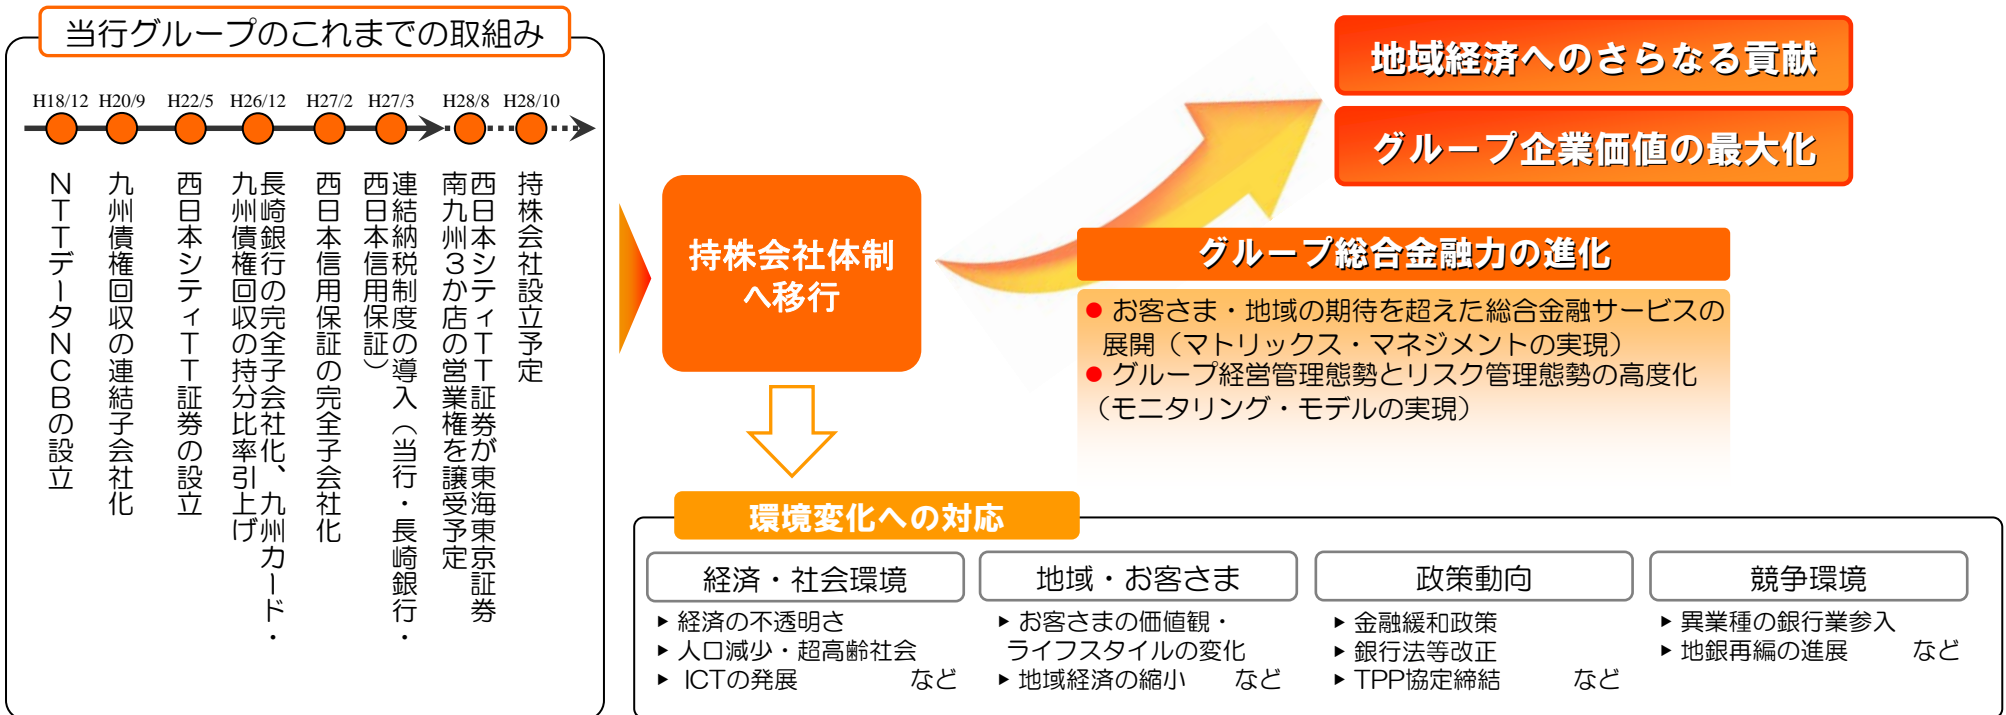 当行グループのこれまでの取組み
H18/12 H20/9 H22/5 H26/12 H27/2 H27/3 H28/8 H28/10
NTTデータNCBの設立
九州債権回収の連結子会社化
西日本シティTT証券の設立
長崎銀行の完全子会社化、九州カード・
九州債権回収の持分比率引上げ
西日本信用保証の完全子会社化
連結納税制度の導入（当行・長崎銀行・
西日本信用保証）
西日本シティTT証券が東海東京証券
南九州３か店の営業権を譲受予定
持株会社設立予定
持株会社体制
へ移行
地域経済へのさらなる貢献
グループ企業価値の最大化
グループ総合金融力の進化
● お客さま・地域の期待を超えた総合金融サービスの
展開（マトリックス・マネジメントの実現）
● グループ経営管理態勢とリスク管理態勢の高度化
（モニタリング・モデルの実現）
環境変化への対応
経済・社会環境
▶ 経済の不透明さ
▶ 人口減少・超高齢社会
▶ ICTの発展 など
地域・お客さま
▶ お客さまの価値観・
ライフスタイルの変化
▶ 地域経済の縮小 など
政策動向
▶ 金融緩和政策
▶ 銀行法等改正
▶ TPP協定締結 など
競争環境
▶ 異業種の銀行業参入
▶ 地銀再編の進展 など